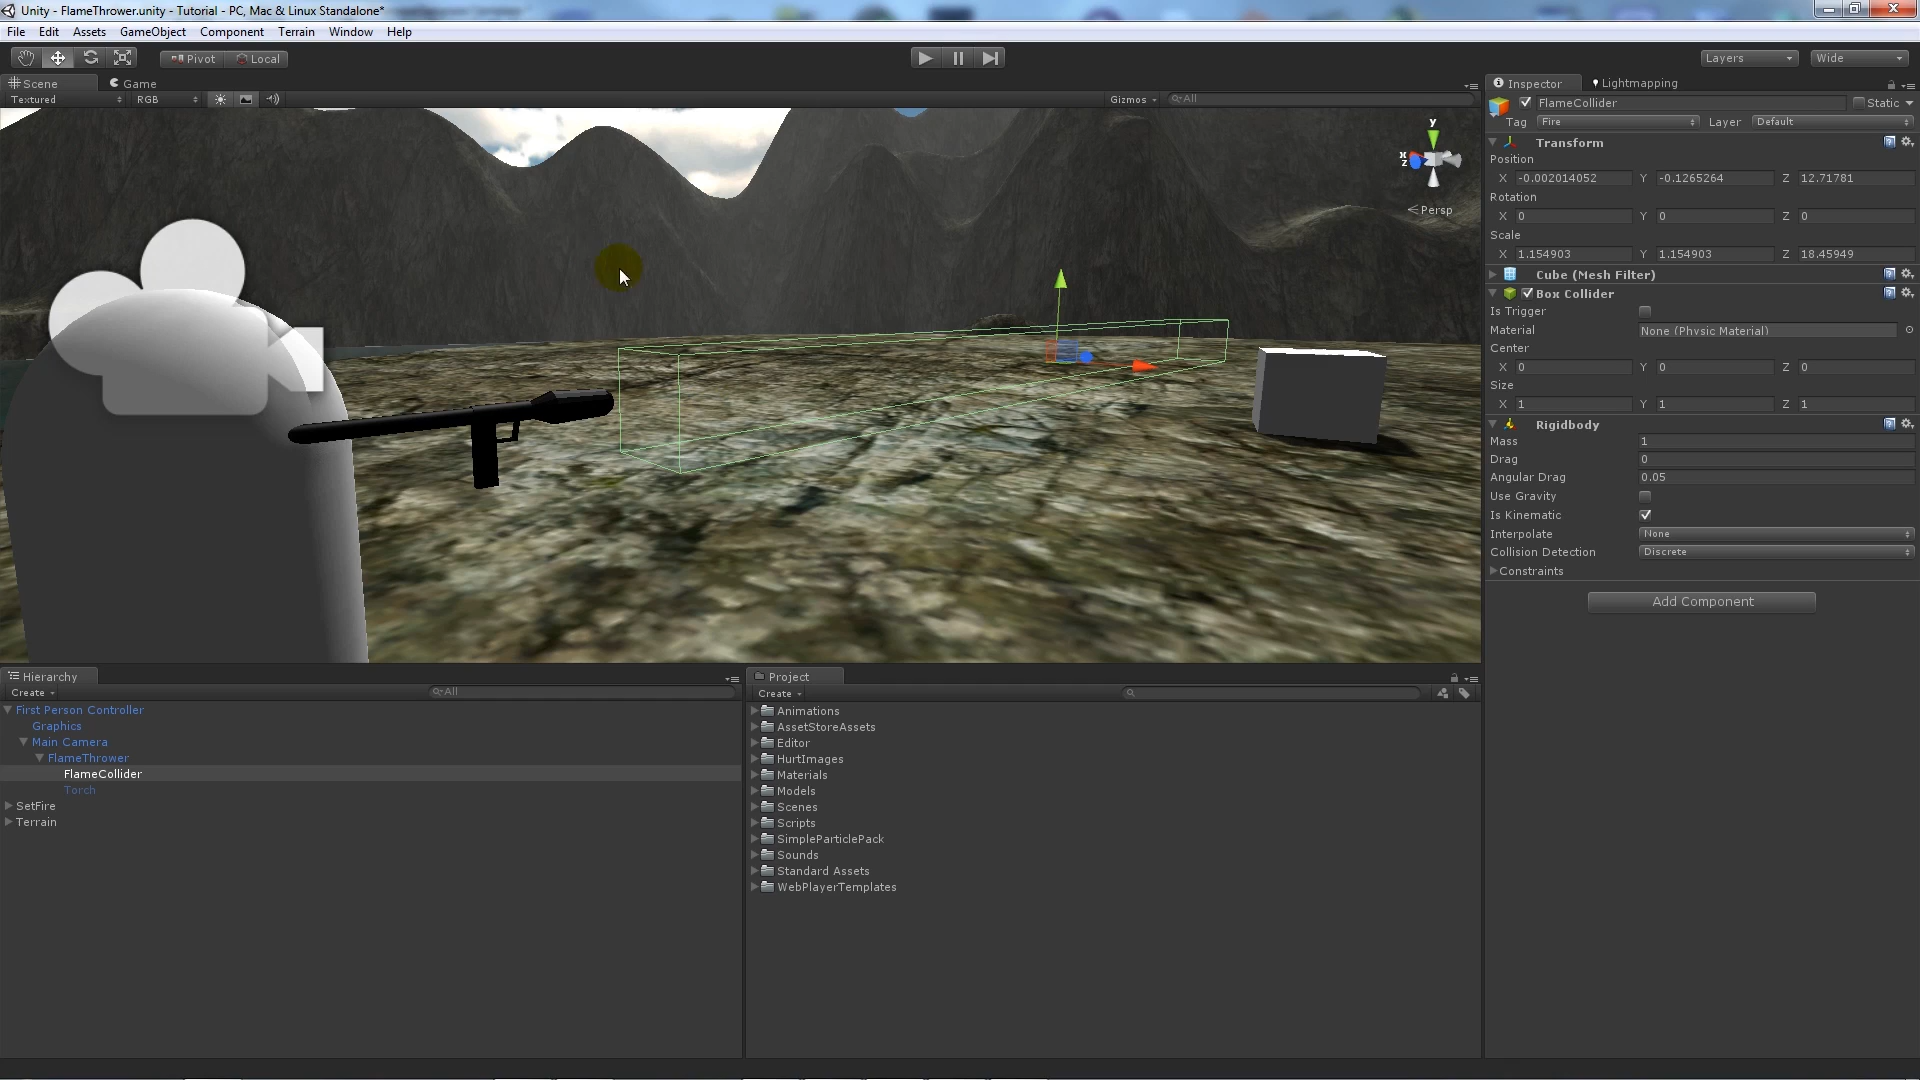 Unity - FlameThrower.unity - Tutorial - PC, Mac & Linux Standalone*
File Edit Assets GameObject Component Terrain Window Help
Pivot Local Layers Wide
Scene Game
Textured RGB Gizmos All
y
x
z
Persp
Inspector Lightmapping
FlameCollider Static
Tag Fire Layer Default
Transform
Position
X -0.002014052 Y -0.1265264 Z 12.71781
Rotation
X 0 Y 0 Z 0
Scale
X 1.154903 Y 1.154903 Z 18.45949
Cube (Mesh Filter)
Box Collider
Is Trigger
Material None (Physic Material)
Center
X 0 Y 0 Z 0
Size
X 1 Y 1 Z 1
Rigidbody
Mass 1
Drag 0
Angular Drag 0.05
Use Gravity
Is Kinematic
Interpolate None
Collision Detection Discrete
Constraints
Add Component
Hierarchy
Create All
First Person Controller
Graphics
Main Camera
FlameThrower
FlameCollider
Torch
SetFire
Terrain
Project
Create
Animations
AssetStoreAssets
Editor
HurtImages
Materials
Models
Scenes
Scripts
SimpleParticlePack
Sounds
Standard Assets
WebPlayerTemplates